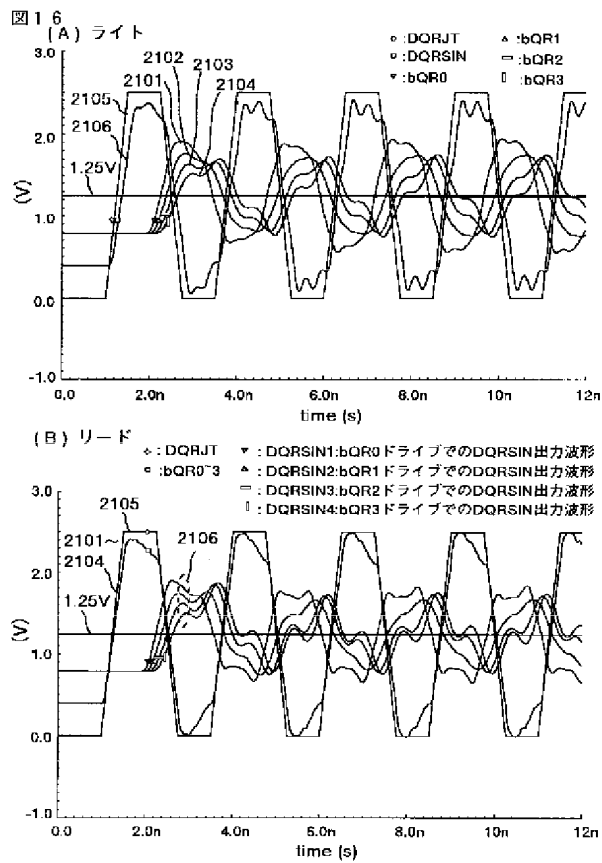 図16
(A) ライト
:DQRJT
:DQRSIN
:bQR0
:bQR1
:bQR2
:bQR3
3.0
2.0
1.0
0.0
-1.0
(V)
2102
2103
2101
2104
2105
2106
1.25V
0.0
2.0n
4.0n
6.0n
8.0n
10n
12n
time (s)
(B) リード
: DQRJT
: bQR0~3
: DQRSIN1:bQR0ドライブでのDQRSIN出力波形
: DQRSIN2:bQR1ドライブでのDQRSIN出力波形
: DQRSIN3:bQR2ドライブでのDQRSIN出力波形
: DQRSIN4:bQR3ドライブでのDQRSIN出力波形
3.0
2.0
1.0
0.0
-1.0
(V)
2105
2101
2104
2106
1.25V
0.0
2.0n
4.0n
6.0n
8.0n
10n
12n
time (s)